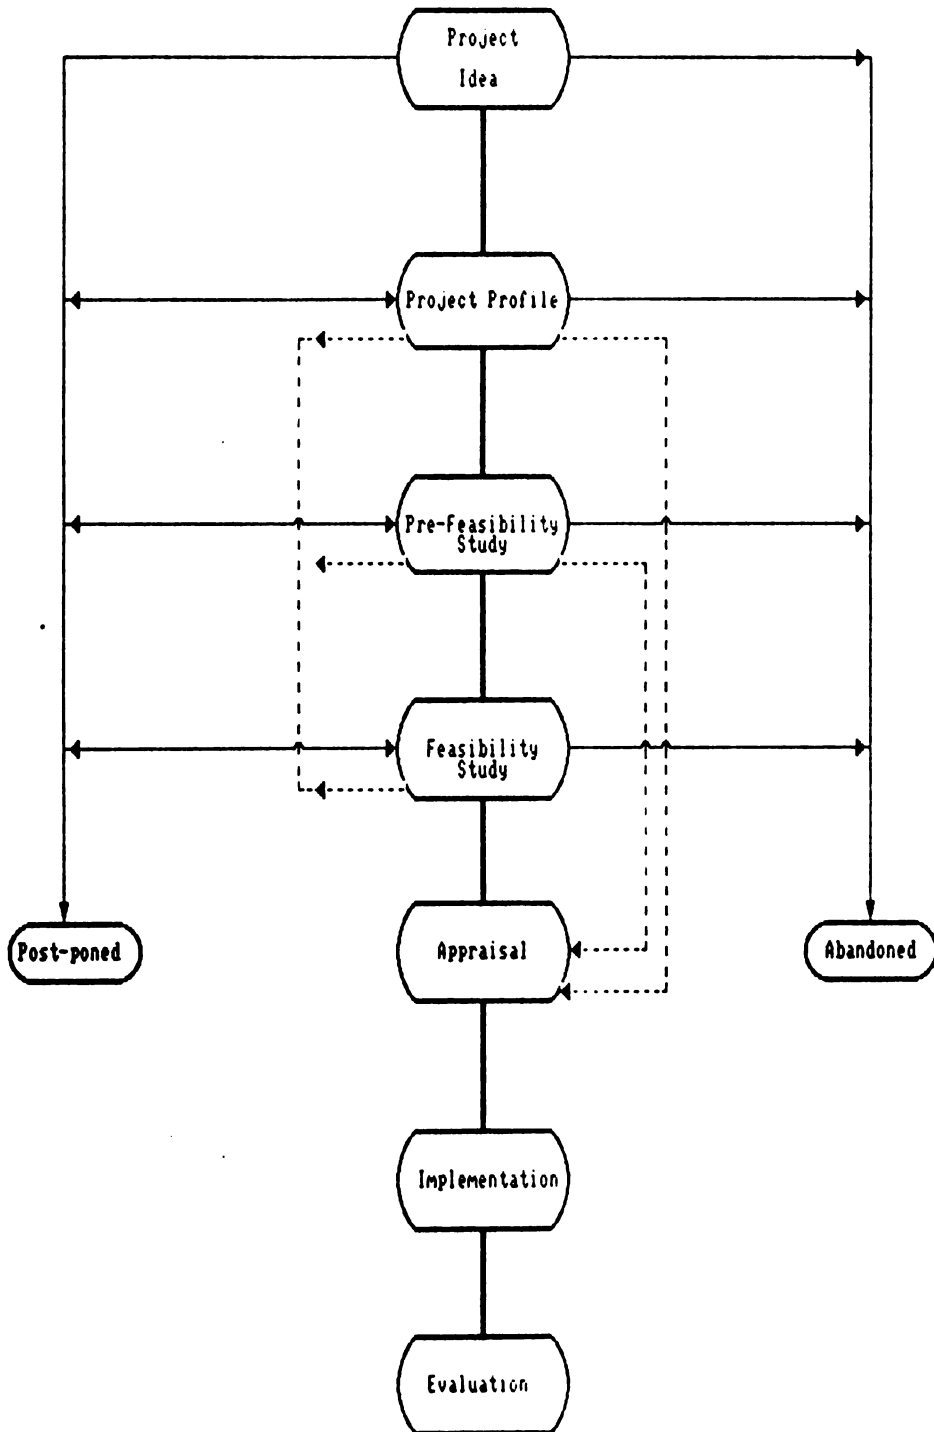 Project
Idea
Project Profile
Pre-Feasibility
Study
Feasibility
Study
Post-poned
Appraisal
Abandoned
Implementation
Evaluation